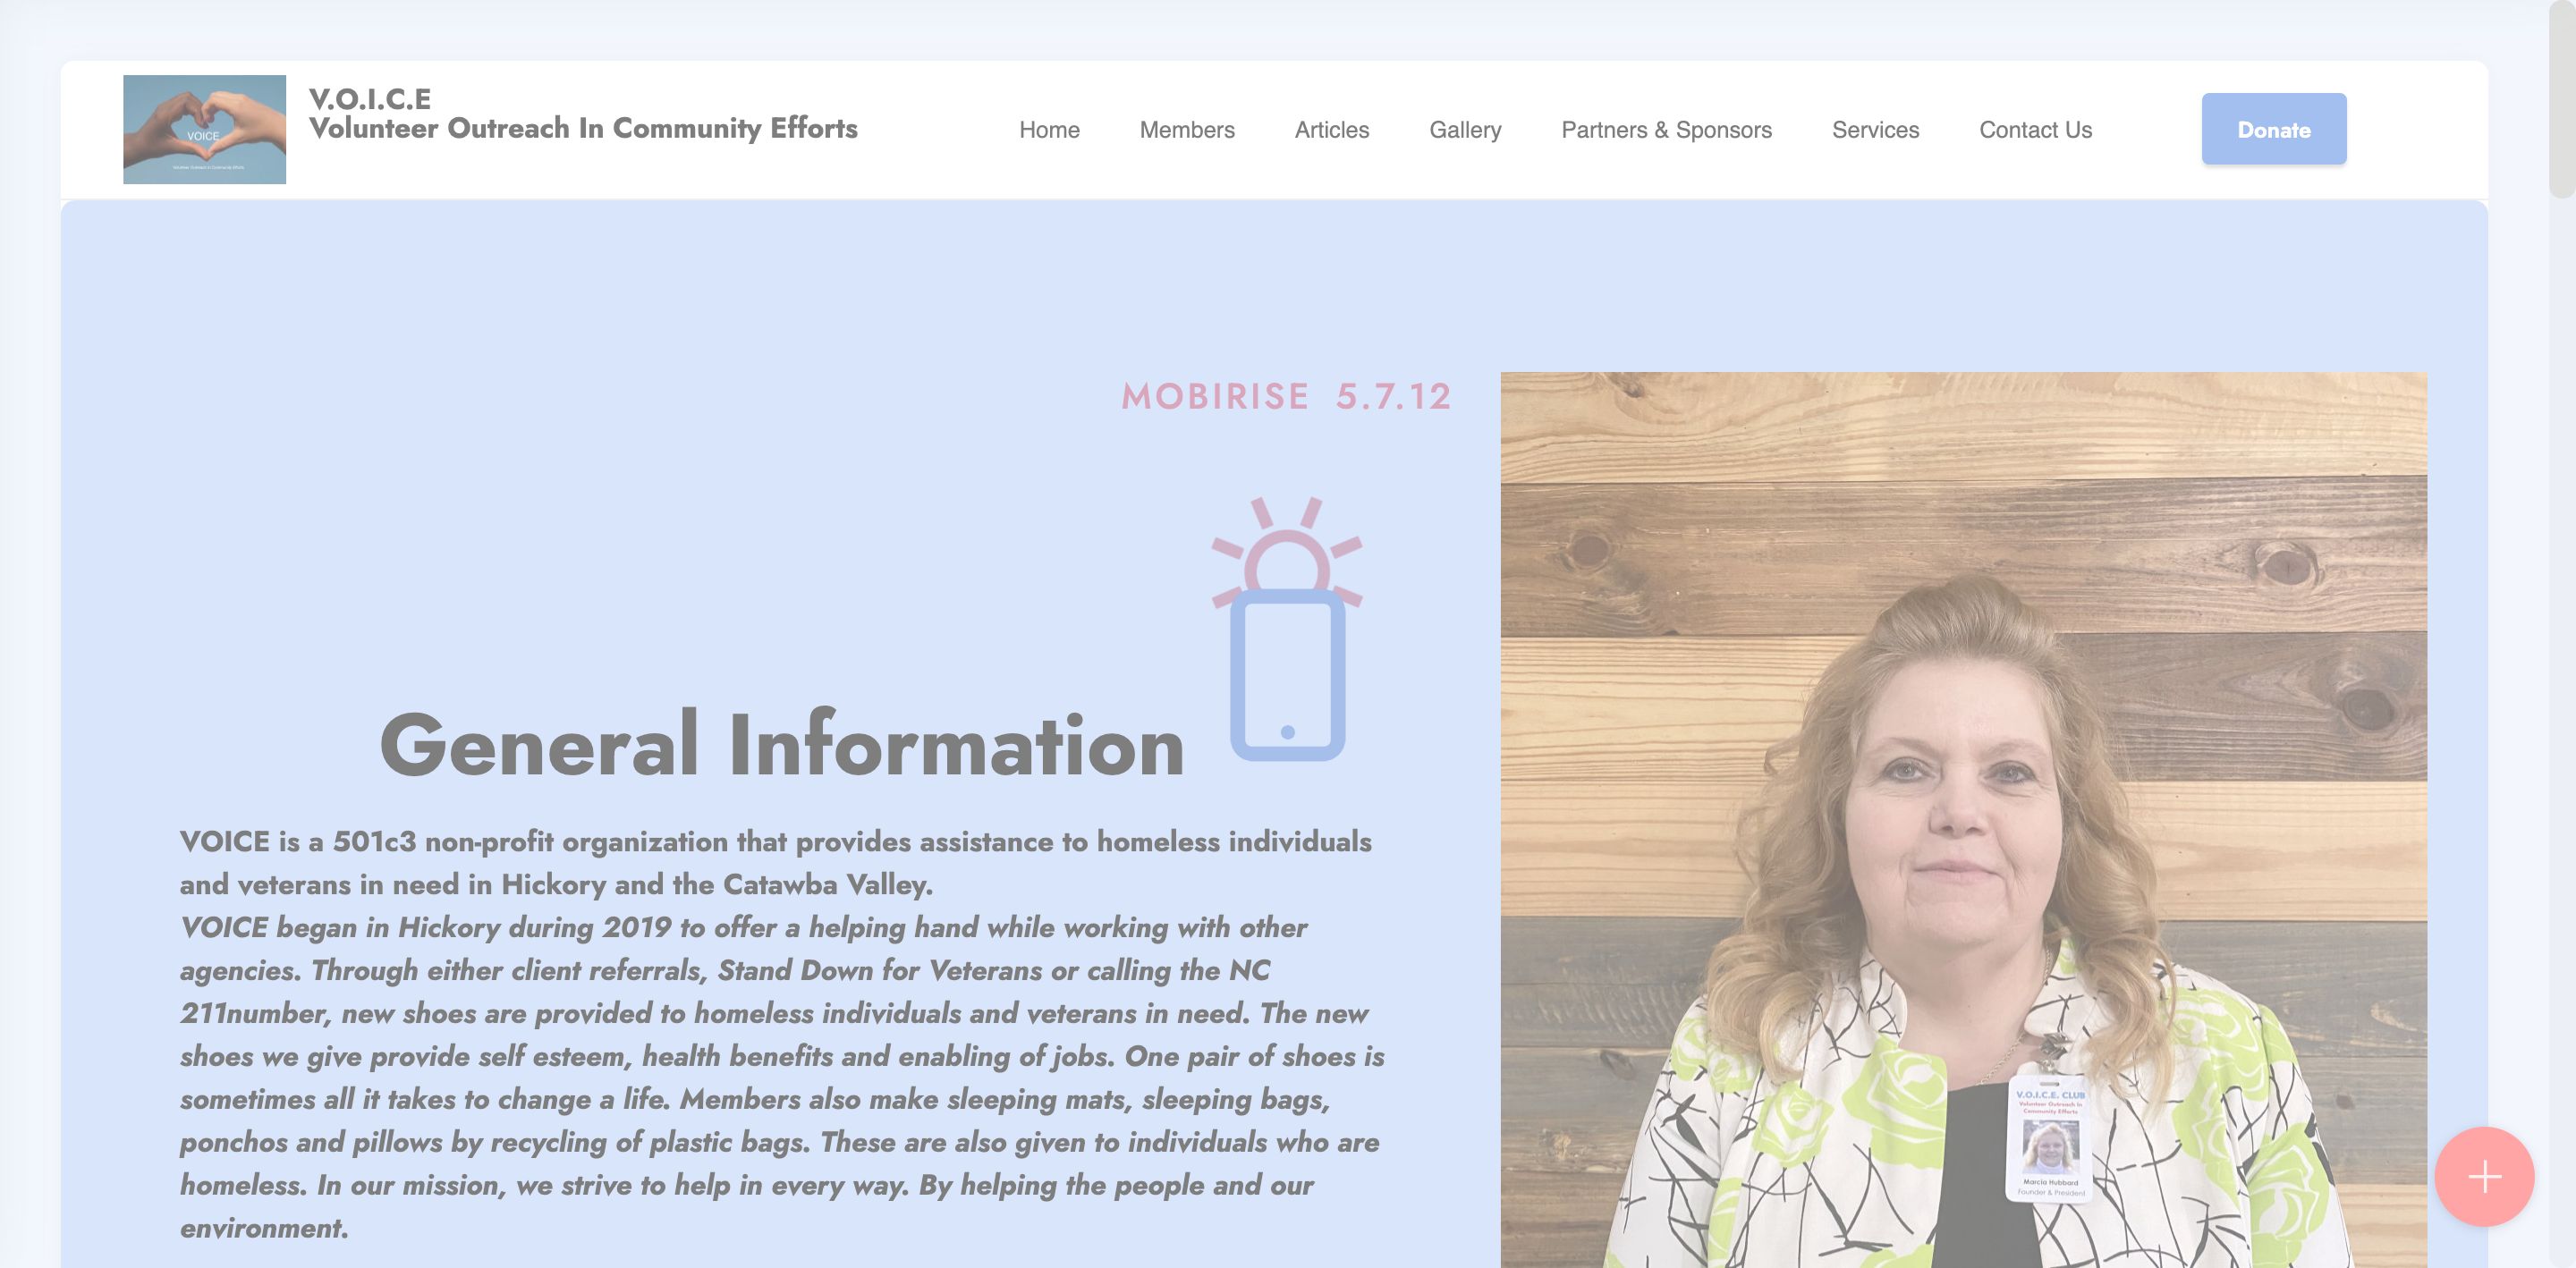 VOICE
V.O.I.C.E
Volunteer Outreach In Community Efforts
Home
Members
Articles
Gallery
Partners & Sponsors
Services
Contact Us
Donate
MOBIRISE 5.7.12
General Information
VOICE is a 501c3 non-profit organization that provides assistance to homeless individuals
and veterans in need in Hickory and the Catawba Valley.
VOICE began in Hickory during 2019 to offer a helping hand while working with other
agencies. Through either client referrals, Stand Down for Veterans or calling the NC
211number, new shoes are provided to homeless individuals and veterans in need. The new
shoes we give provide self esteem, health benefits and enabling of jobs. One pair of shoes is
sometimes all it takes to change a life. Members also make sleeping mats, sleeping bags,
ponchos and pillows by recycling of plastic bags. These are also given to individuals who are
homeless. In our mission, we strive to help in every way. By helping the people and our
environment.
V.O.I.C.E. CLUB
Volunteer Outreach In
Community Efforts
Marcia Hubbard
Founder & President